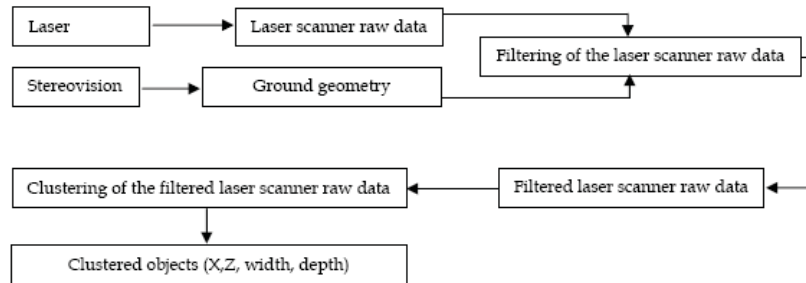 Laser
Laser scanner raw data
Filtering of the laser scanner raw data
Stereovision
Ground geometry
Clustering of the filtered laser scanner raw data
Filtered laser scanner raw data
Clustered objects (X,Z, width, depth)